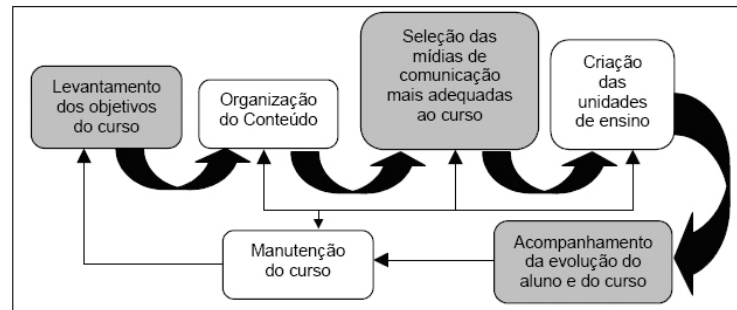 Levantamento
dos objetivos
do curso
Organização
do Conteúdo
Seleção das
mídias de
comunicação
mais adequadas
ao curso
Criação
das
unidades
de ensino
Manutenção
do curso
Acompanhamento
da evolução do
aluno e do curso